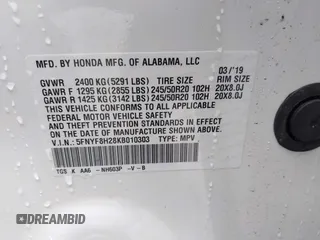 MFD. BY HONDA MFG. OF ALABAMA, LLC
03/'19
GVWR 2400 KG(5291 LBS) TIRE SIZE RIM SIZE
GAWR F 1295 KG(2855 LBS)245/50R20 102H 20X8.0J
GAWR R 1425 KG(3142 LBS)245/50R20 102H 20X8.0J
THIS VEHICLE CONFORMS TO ALL APPLICABLE
FEDERAL MOTOR VEHICLE SAFETY STANDARDS IN
EFFECT ON THE DATE OF MANUFACTURE SHOWN ABOVE.
V.I.N.: 5FNYF8H28KB010303 TYPE: MPV
TGS X AA6 -NH603P -V-B
DREAMBID
dreambid.com